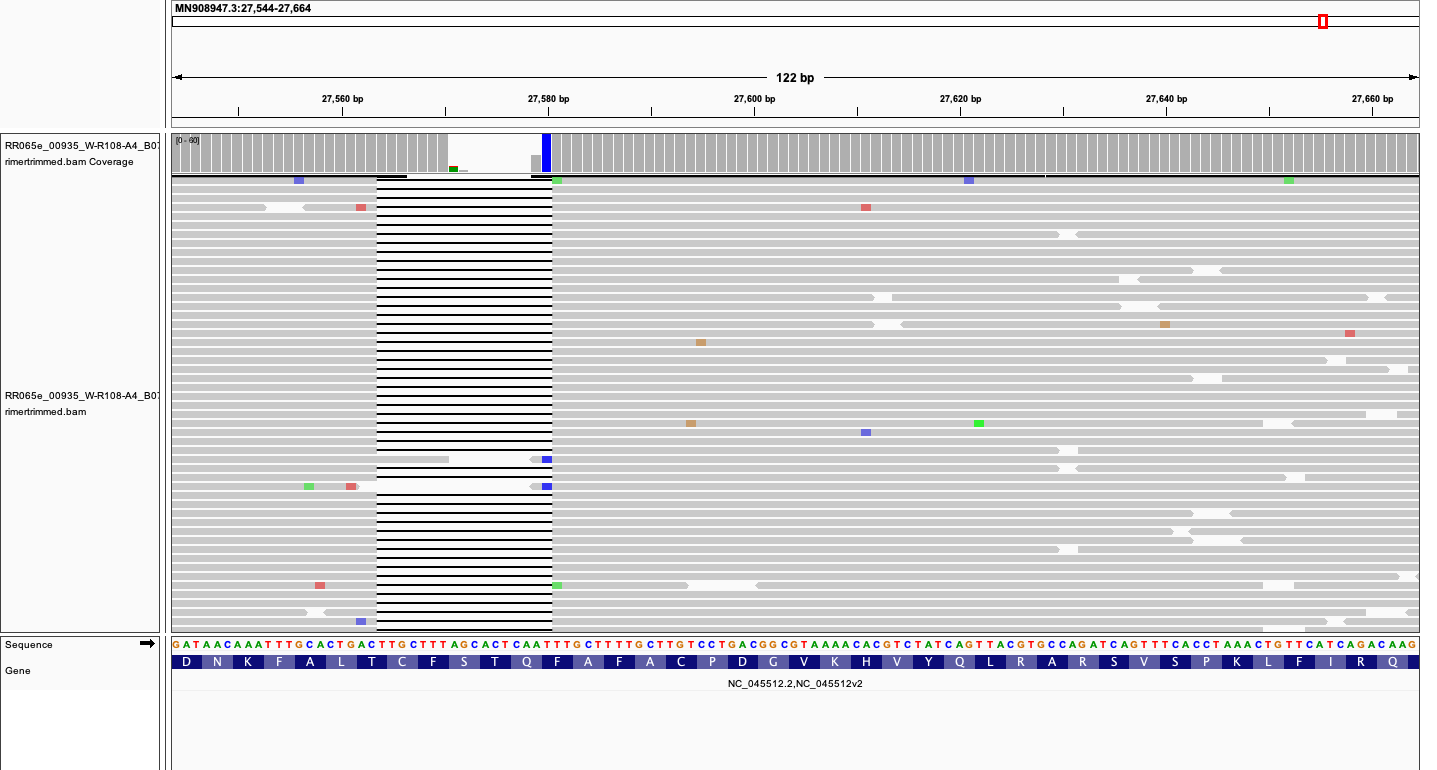 MN908947.3:27,544-27,664
122 bp
27,560 bp 27,580 bp 27,600 bp 27,620 bp 27,640 bp 27,660 bp
[0 - 60]
RR065e_00935_W-R108-A4_B07
rimertrimmed.bam Coverage
RR065e_00935_W-R108-A4_B07
rimertrimmed.bam
Sequence
GATAACAAATTTGCACTGACTTGCTTTAGCACTCAATTTGCTTTTGCTTGTCCTGACGGCGTAAAACACGTCTATCAGTTACGTGCCAGATCAGTTTCACCTAAACTGTTCATCAGACAAG
Gene
D N K F A L T C F S T Q F A F A C P D G V K H V Y Q L R A R S V S P K L F I R Q
NC_045512.2,NC_045512v2